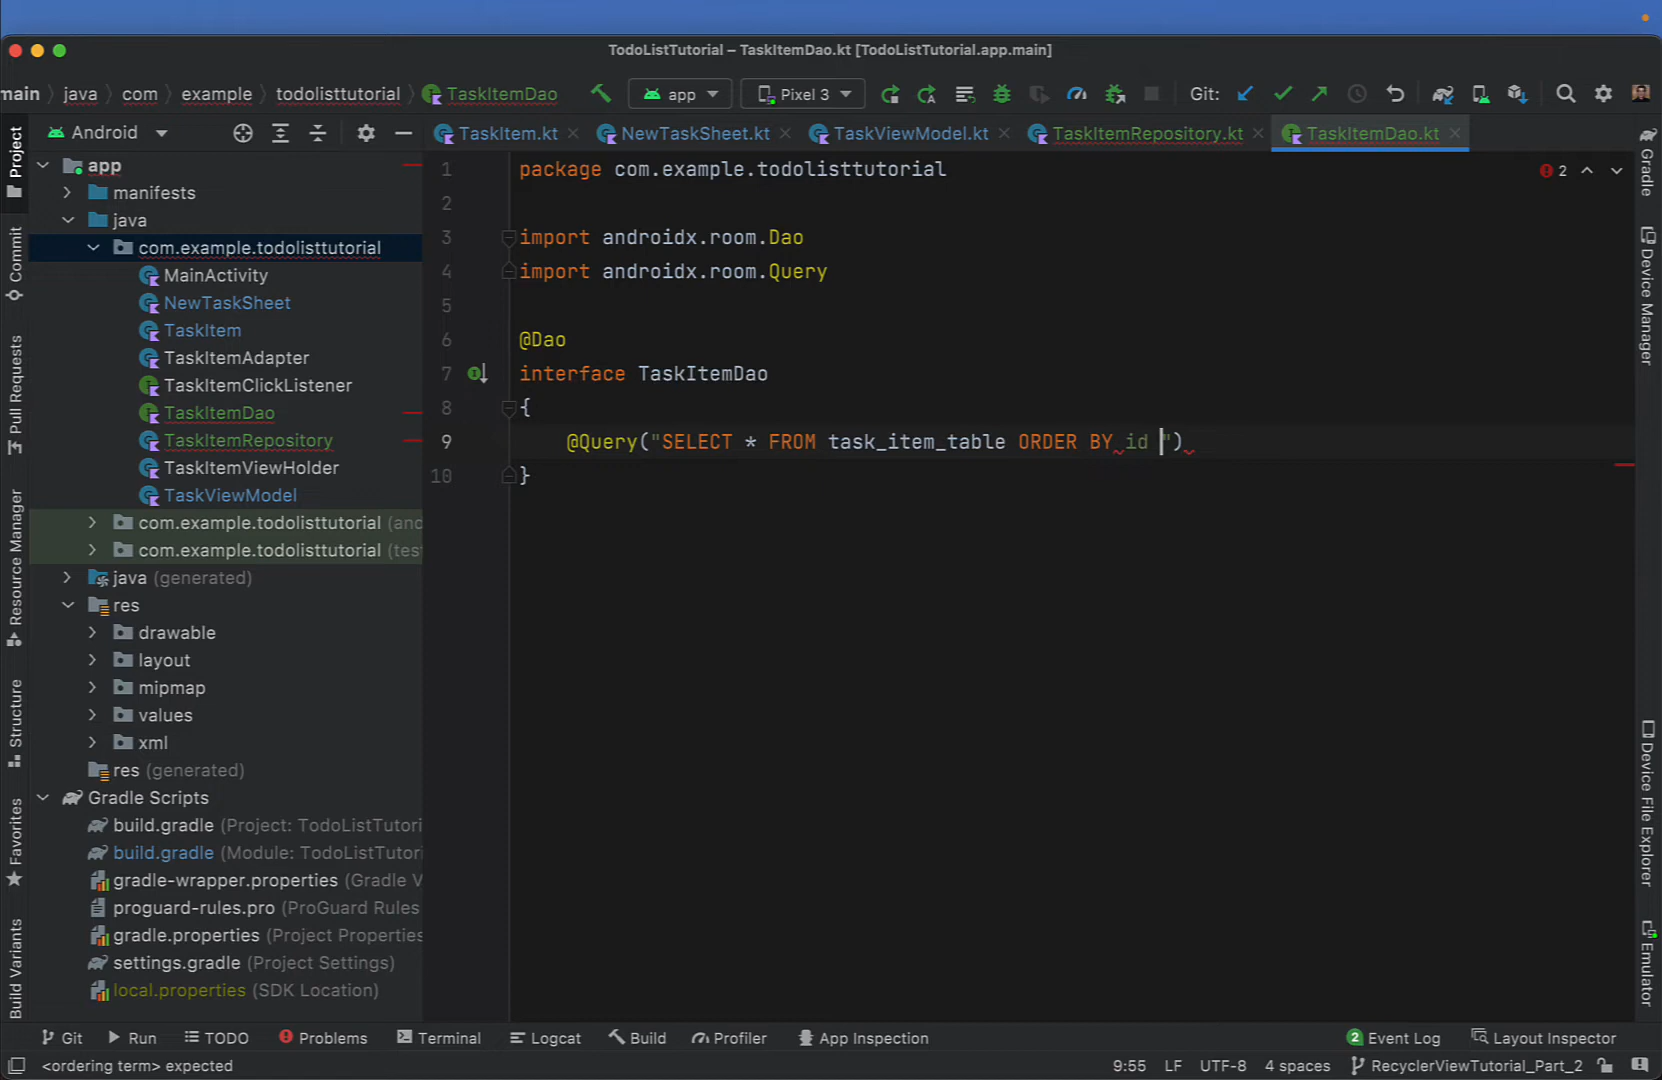 TodoListTutorial – TaskItemDao.kt [TodoListTutorial.app.main]
main java com example todolisttutorial TaskItemDao app Pixel 3 Git:
Android
TaskItem.kt NewTaskSheet.kt TaskViewModel.kt TaskItemRepository.kt TaskItemDao.kt
Project
Commit
Pull Requests
Resource Manager
Structure
Favorites
Build Variants
app
manifests
java
com.example.todolisttutorial
MainActivity
NewTaskSheet
TaskItem
TaskItemAdapter
TaskItemClickListener
TaskItemDao
TaskItemRepository
TaskItemViewHolder
TaskViewModel
com.example.todolisttutorial (and
com.example.todolisttutorial (tes
java (generated)
res
drawable
layout
mipmap
values
xml
res (generated)
Gradle Scripts
build.gradle (Project: TodoListTutori
build.gradle (Module: TodoListTutori
gradle-wrapper.properties (Gradle V
proguard-rules.pro (ProGuard Rules
gradle.properties (Project Properties
settings.gradle (Project Settings)
local.properties (SDK Location)
1 package com.example.todolisttutorial
2
3 import androidx.room.Dao
4 import androidx.room.Query
5
6 @Dao
7 interface TaskItemDao
8 {
9 @Query("SELECT * FROM task_item_table ORDER BY id ")
10 }
2
Gradle
Device Manager
Device File Explorer
Emulator
Git Run TODO Problems Terminal Logcat Build Profiler App Inspection 2 Event Log Layout Inspector
<ordering term> expected 9:55 LF UTF-8 4 spaces RecyclerViewTutorial_Part_2